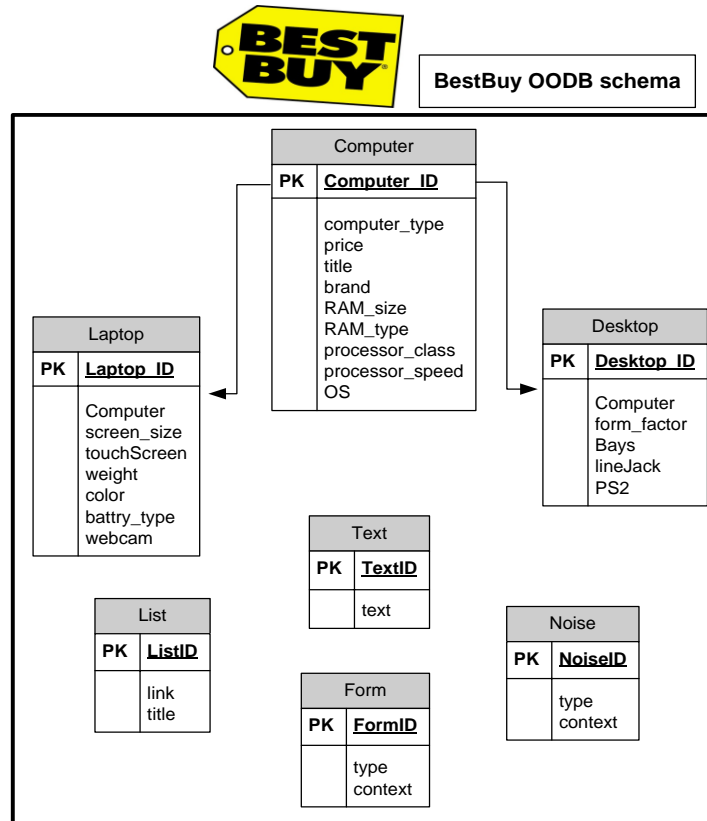 BEST
BUY®
BestBuy OODB schema
Computer
PK Computer_ID
computer_type
price
title
brand
RAM_size
RAM_type
processor_class
processor_speed
OS
Laptop
PK Laptop_ID
Computer
screen_size
touchScreen
weight
color
battry_type
webcam
Desktop
PK Desktop_ID
Computer
form_factor
Bays
lineJack
PS2
Text
PK TextID
text
List
PK ListID
link
title
Noise
PK NoiseID
type
context
Form
PK FormID
type
context